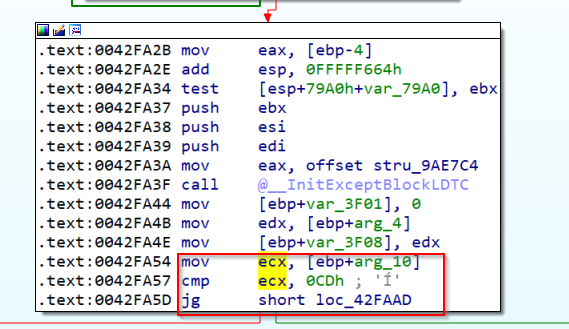 .text:0042FA2B mov eax, [ebp-4]
.text:0042FA2E add esp, 0FFFFF664h
.text:0042FA34 test [esp+79A0h+var_79A0], ebx
.text:0042FA37 push ebx
.text:0042FA38 push esi
.text:0042FA39 push edi
.text:0042FA3A mov eax, offset stru_9AE7C4
.text:0042FA3F call @__InitExceptBlockLDTC
.text:0042FA44 mov [ebp+var_3F01], 0
.text:0042FA4B mov edx, [ebp+arg_4]
.text:0042FA4E mov [ebp+var_3F08], edx
.text:0042FA54 mov ecx, [ebp+arg_10]
.text:0042FA57 cmp ecx, 0CDh ; 'Í'
.text:0042FA5D jg short loc_42FAAD